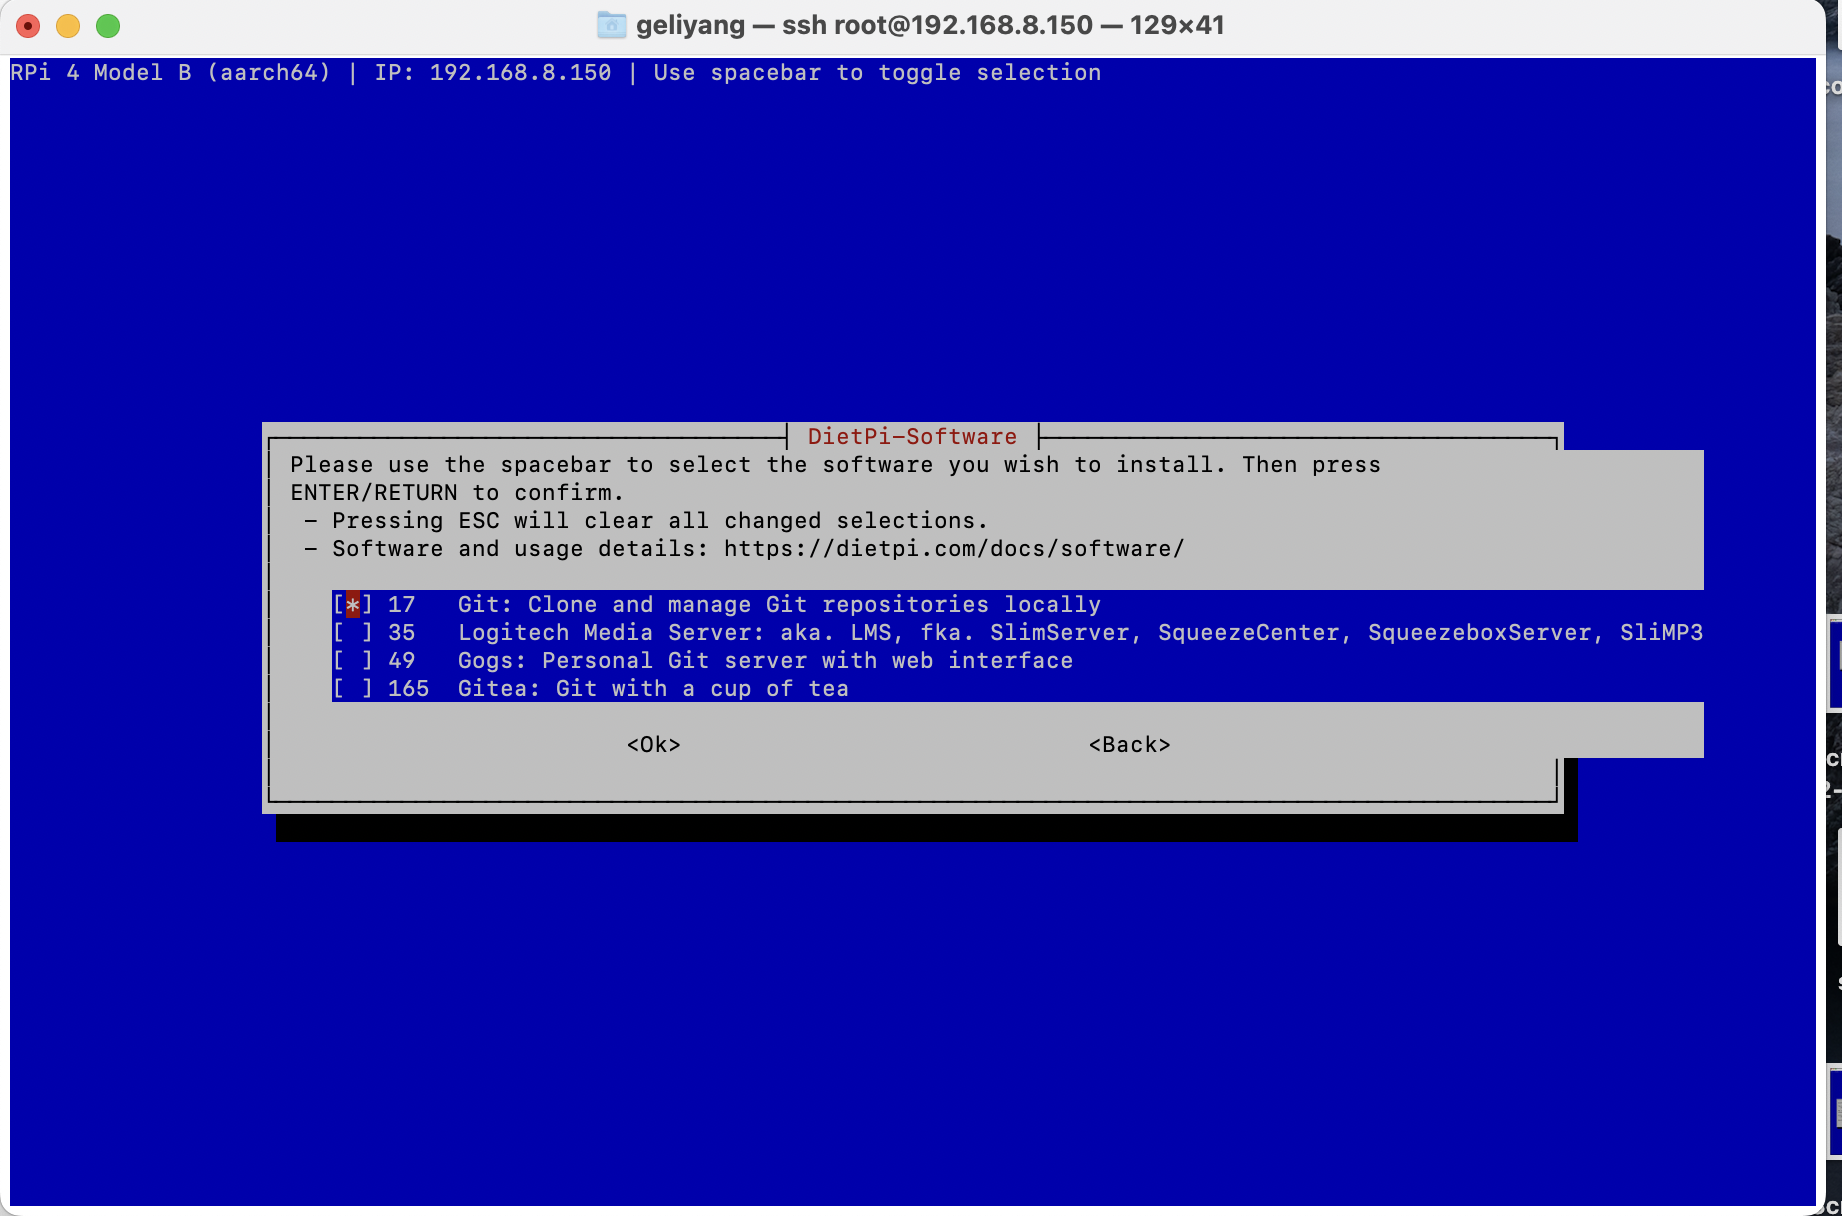 geliyang — ssh root@192.168.8.150 — 129×41
RPi 4 Model B (aarch64) | IP: 192.168.8.150 | Use spacebar to toggle selection
DietPi-Software
Please use the spacebar to select the software you wish to install. Then press
ENTER/RETURN to confirm.
- Pressing ESC will clear all changed selections.
- Software and usage details: https://dietpi.com/docs/software/
[*] 17 Git: Clone and manage Git repositories locally
[ ] 35 Logitech Media Server: aka. LMS, fka. SlimServer, SqueezeCenter, SqueezeboxServer, SliMP3
[ ] 49 Gogs: Personal Git server with web interface
[ ] 165 Gitea: Git with a cup of tea
<Ok> <Back>